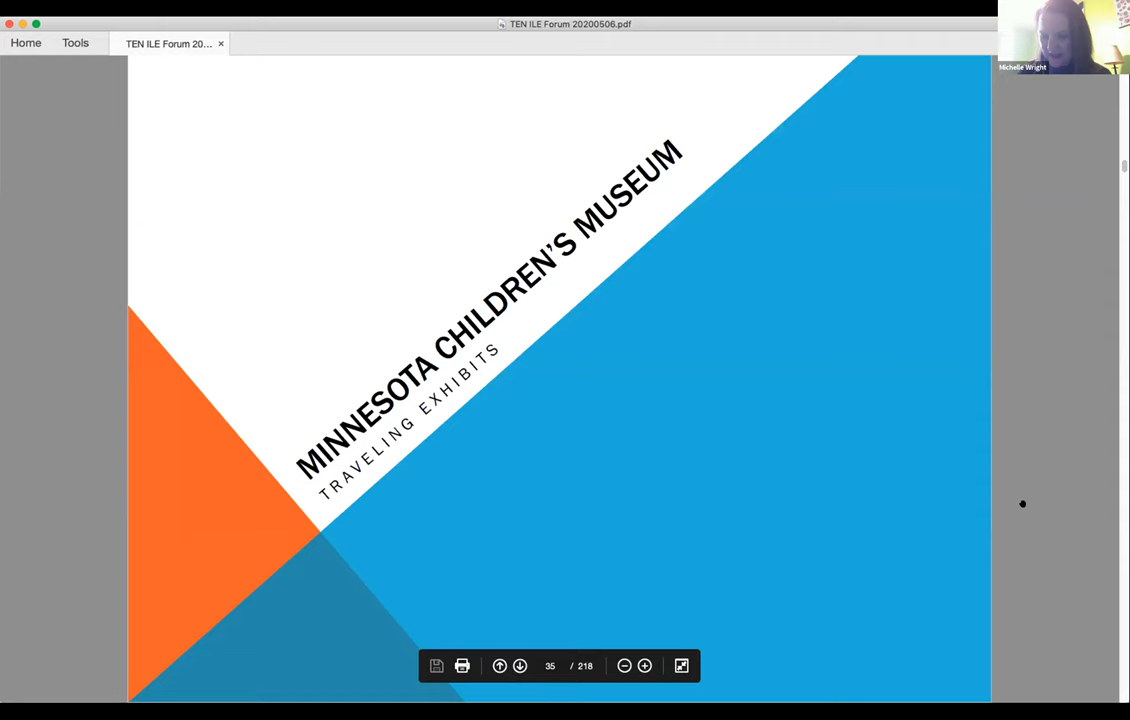 TEN ILE Forum 20200506.pdf
Home Tools TEN ILE Forum 20... ×
Michelle Wright
MINNESOTA CHILDREN'S MUSEUM
TRAVELING EXHIBITS
35 / 218